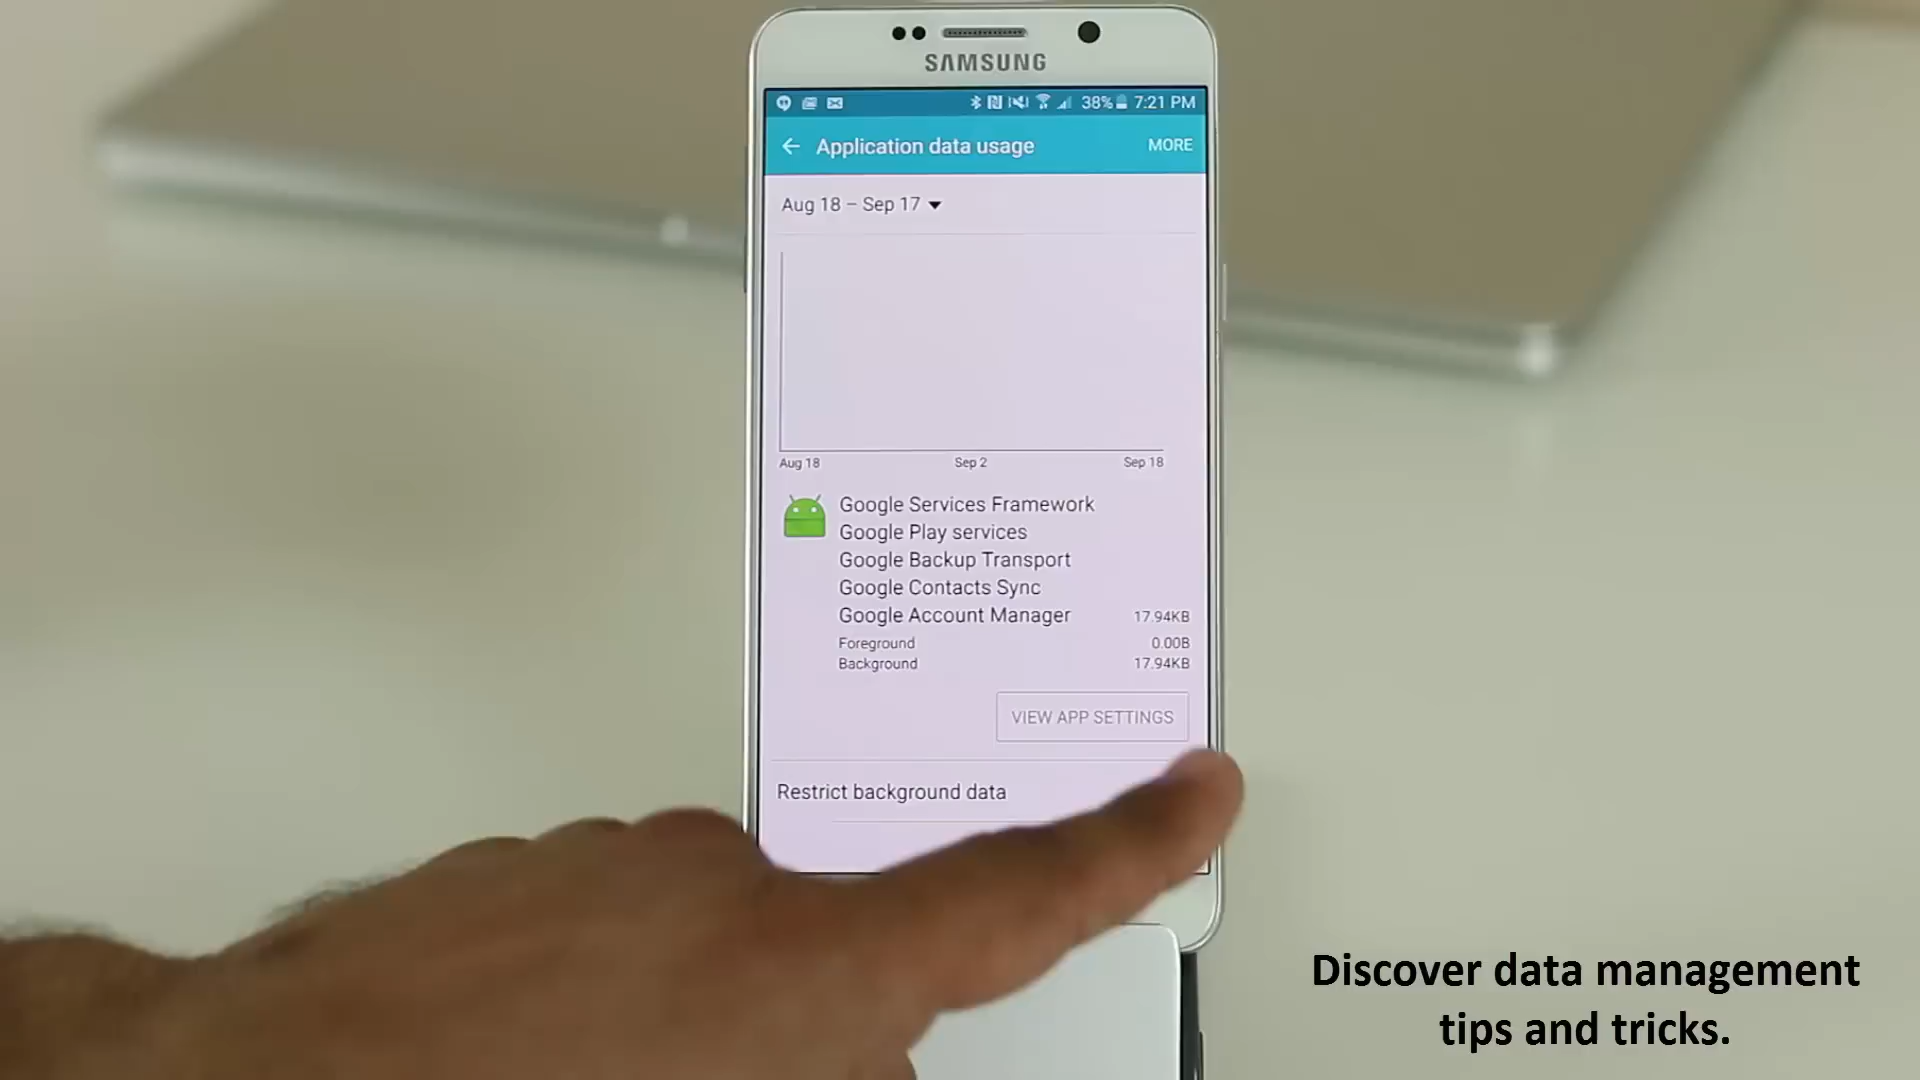 SAMSUNG
38% 7:21 PM
Application data usage MORE
Aug 18 – Sep 17
Aug 18 Sep 2 Sep 18
Google Services Framework
Google Play services
Google Backup Transport
Google Contacts Sync
Google Account Manager 17.94KB
Foreground 0.00B
Background 17.94KB
VIEW APP SETTINGS
Restrict background data
Discover data management
tips and tricks.